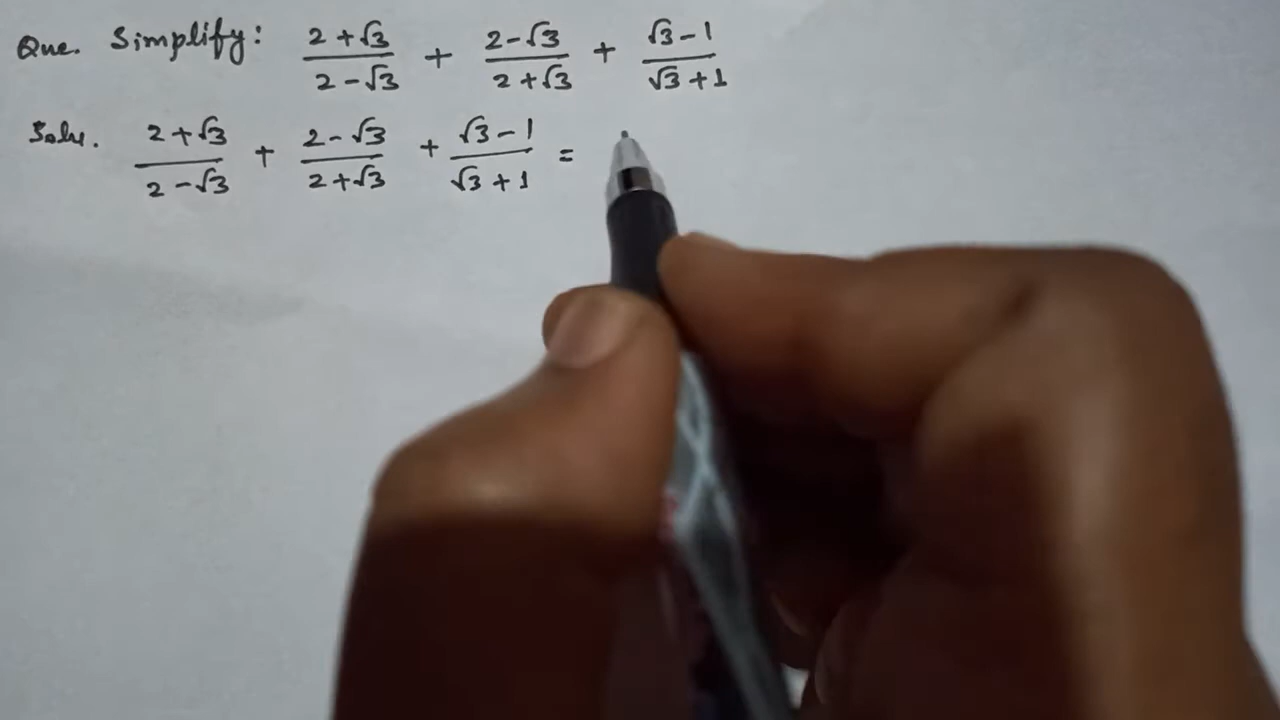 Que. Simplify: (2+√3)/(2-√3) + (2-√3)/(2+√3) + (√3-1)/(√3+1)
Solu. (2+√3)/(2-√3) + (2-√3)/(2+√3) + (√3-1)/(√3+1) =